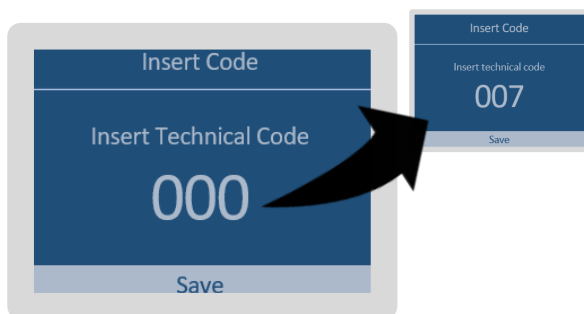 Insert Code
Insert Technical Code
000
Save
Insert Code
Insert technical code
007
Save